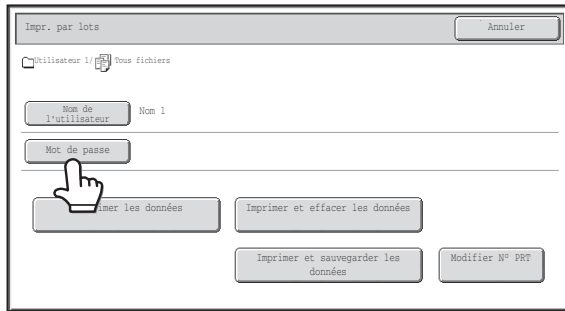 Impr. par lots
Annuler
Utilisateur 1/ Tous fichiers
Nom de
l'utilisateur
Nom 1
Mot de passe
imer les données
Imprimer et effacer les données
Imprimer et sauvegarder les
données
Modifier Nº PRT